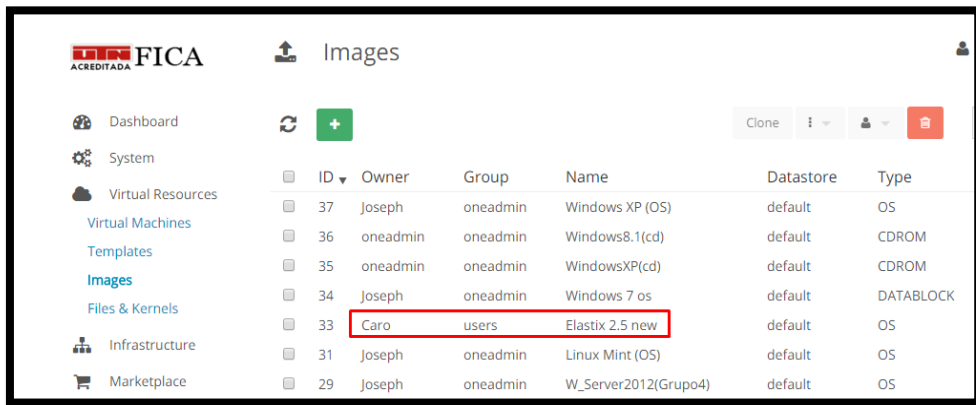 UTN FICA
ACREDITADA
Images
Dashboard
System
Virtual Resources
Virtual Machines
Templates
Images
Files & Kernels
Infrastructure
Marketplace
+
Clone
ID Owner Group Name Datastore Type
37 Joseph oneadmin Windows XP (OS) default OS
36 oneadmin oneadmin Windows8.1(cd) default CDROM
35 oneadmin oneadmin WindowsXP(cd) default CDROM
34 Joseph oneadmin Windows 7 os default DATABLOCK
33 Caro users Elastix 2.5 new default OS
31 Joseph oneadmin Linux Mint (OS) default OS
29 Joseph oneadmin W_Server2012(Grupo4) default OS